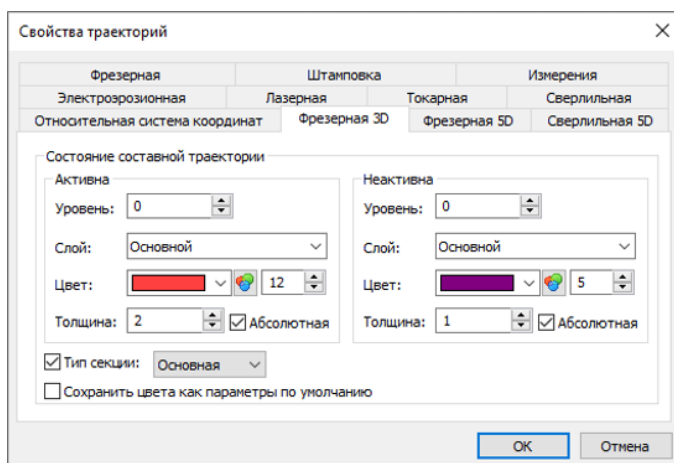 Свойства траекторий
Фрезерная Штамповка Измерения
Электроэрозионная Лазерная Токарная Сверлильная
Относительная система координат Фрезерная 3D Фрезерная 5D Сверлильная 5D
Состояние составной траектории
Активна Неактивна
Уровень: 0 Уровень: 0
Слой: Основной Слой: Основной
Цвет: 12 Цвет: 5
Толщина: 2 Абсолютная Толщина: 1 Абсолютная
Тип секции: Основная
Сохранить цвета как параметры по умолчанию
OK Отмена